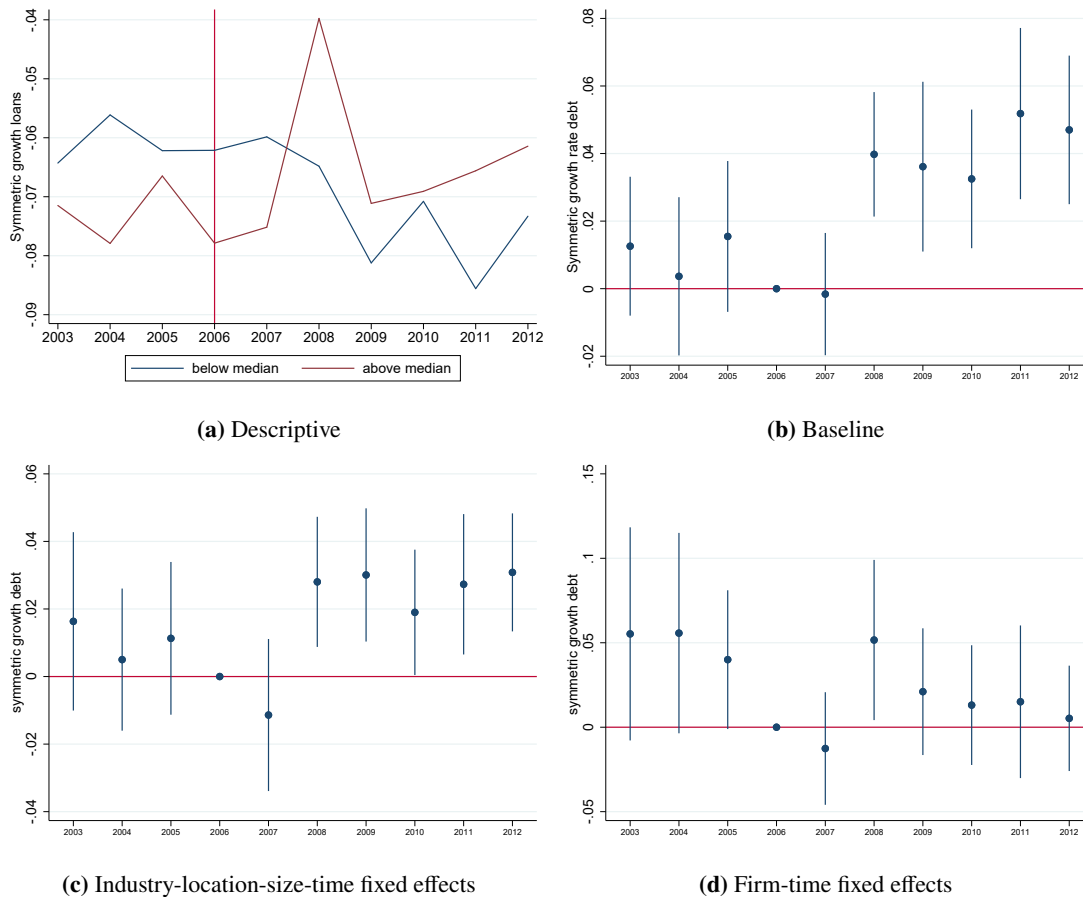 Symmetric growth loans
-.04
-.05
-.06
-.07
-.08
-.09
2003 2004 2005 2006 2007 2008 2009 2010 2011 2012
below median above median
(a) Descriptive
Symmetric growth rate debt
.08
.06
.04
.02
0
-.02
2003 2004 2005 2006 2007 2008 2009 2010 2011 2012
(b) Baseline
symmetric growth debt
.06
.04
.02
0
-.02
-.04
2003 2004 2005 2006 2007 2008 2009 2010 2011 2012
(c) Industry-location-size-time fixed effects
symmetric growth debt
.15
.1
.05
0
-.05
2003 2004 2005 2006 2007 2008 2009 2010 2011 2012
(d) Firm-time fixed effects